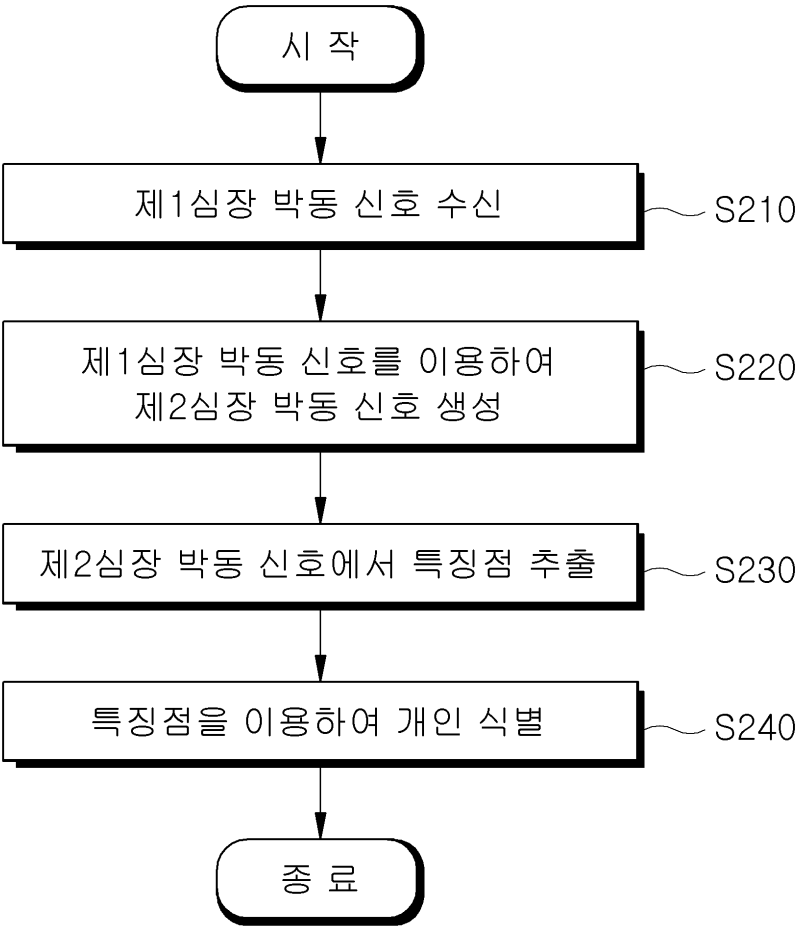 시 작
제1심장 박동 신호 수신
S210
제1심장 박동 신호를 이용하여
제2심장 박동 신호 생성
S220
제2심장 박동 신호에서 특징점 추출
S230
특징점을 이용하여 개인 식별
S240
종 료